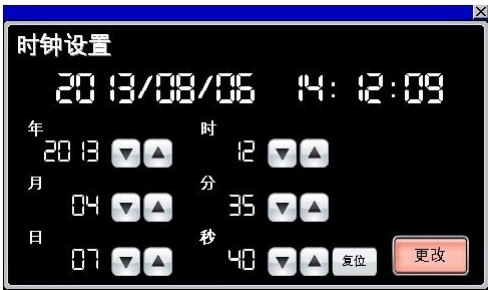 时钟设置
2013/08/06 14:12:09
年 时
2013 12
月 分
04 35
日 秒
07 40 复位 更改